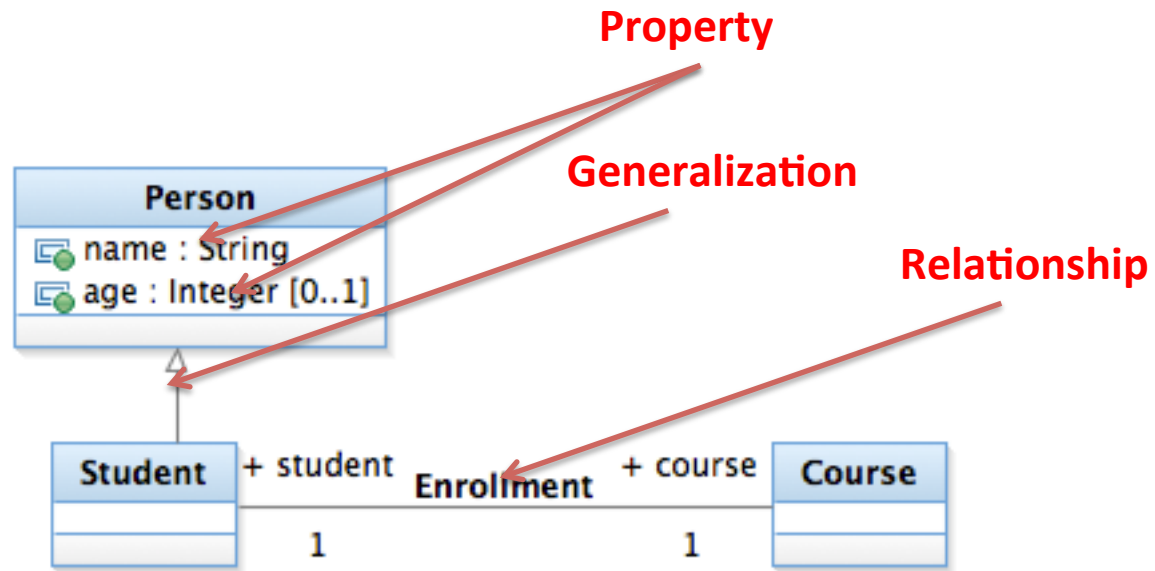 Property
Generalization
Person
name : String
Relationship
age : Integer [0..1]
Student
+ student
Enrollment
+ course
Course
1
1